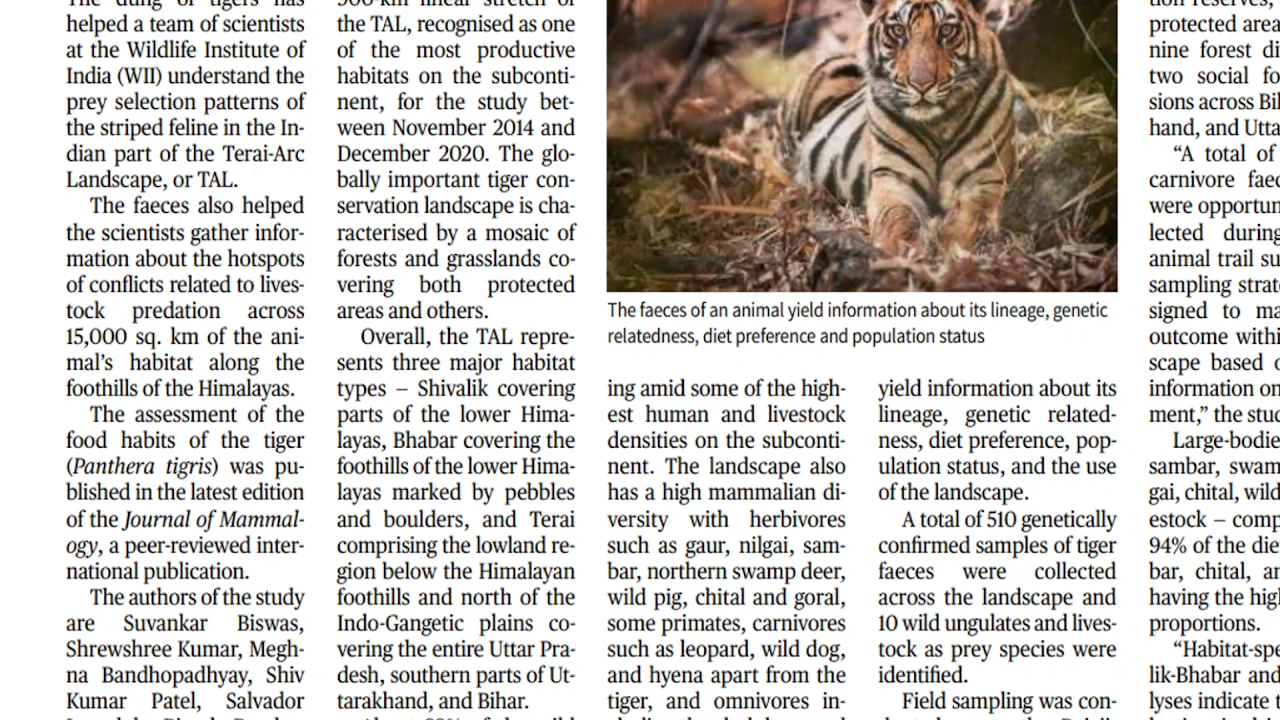 helped a team of scientists
at the Wildlife Institute of
India (WII) understand the
prey selection patterns of
the striped feline in the In-
dian part of the Terai-Arc
Landscape, or TAL.
The faeces also helped
the scientists gather infor-
mation about the hotspots
of conflicts related to lives-
tock predation across
15,000 sq. km of the ani-
mal's habitat along the
foothills of the Himalayas.
The assessment of the
food habits of the tiger
(Panthera tigris) was pu-
blished in the latest edition
of the Journal of Mammal-
ogy, a peer-reviewed inter-
national publication.
The authors of the study
are Suvankar Biswas,
Shrewshree Kumar, Megh-
na Bandhopadhyay, Shiv
Kumar Patel, Salvador
the TAL, recognised as one
of the most productive
habitats on the subconti-
nent, for the study bet-
ween November 2014 and
December 2020. The glo-
bally important tiger con-
servation landscape is cha-
racterised by a mosaic of
forests and grasslands co-
vering both protected
areas and others.
Overall, the TAL repre-
sents three major habitat
types – Shivalik covering
parts of the lower Hima-
layas, Bhabar covering the
foothills of the lower Hima-
layas marked by pebbles
and boulders, and Terai
comprising the lowland re-
gion below the Himalayan
foothills and north of the
Indo-Gangetic plains co-
vering the entire Uttar Pra-
desh, southern parts of Ut-
tarakhand, and Bihar.
The faeces of an animal yield information about its lineage, genetic
relatedness, diet preference and population status
ing amid some of the high-
est human and livestock
densities on the subconti-
nent. The landscape also
has a high mammalian di-
versity with herbivores
such as gaur, nilgai, sam-
bar, northern swamp deer,
wild pig, chital and goral,
some primates, carnivores
such as leopard, wild dog,
and hyena apart from the
tiger, and omnivores in-
yield information about its
lineage, genetic related-
ness, diet preference, pop-
ulation status, and the use
of the landscape.
A total of 510 genetically
confirmed samples of tiger
faeces were collected
across the landscape and
10 wild ungulates and lives-
tock as prey species were
identified.
Field sampling was con-
protected area
nine forest di
two social fo
sions across Bil
hand, and Utta
“A total of
carnivore faec
were opportun
lected during
animal trail su
sampling strate
signed to ma
outcome withi
scape based o
information on
ment,” the stud
Large-bodie
sambar, swam
gai, chital, wild
estock – comp
94% of the die
bar, chital, an
having the high
proportions.
“Habitat-spe
lik-Bhabar and
lyses indicate t